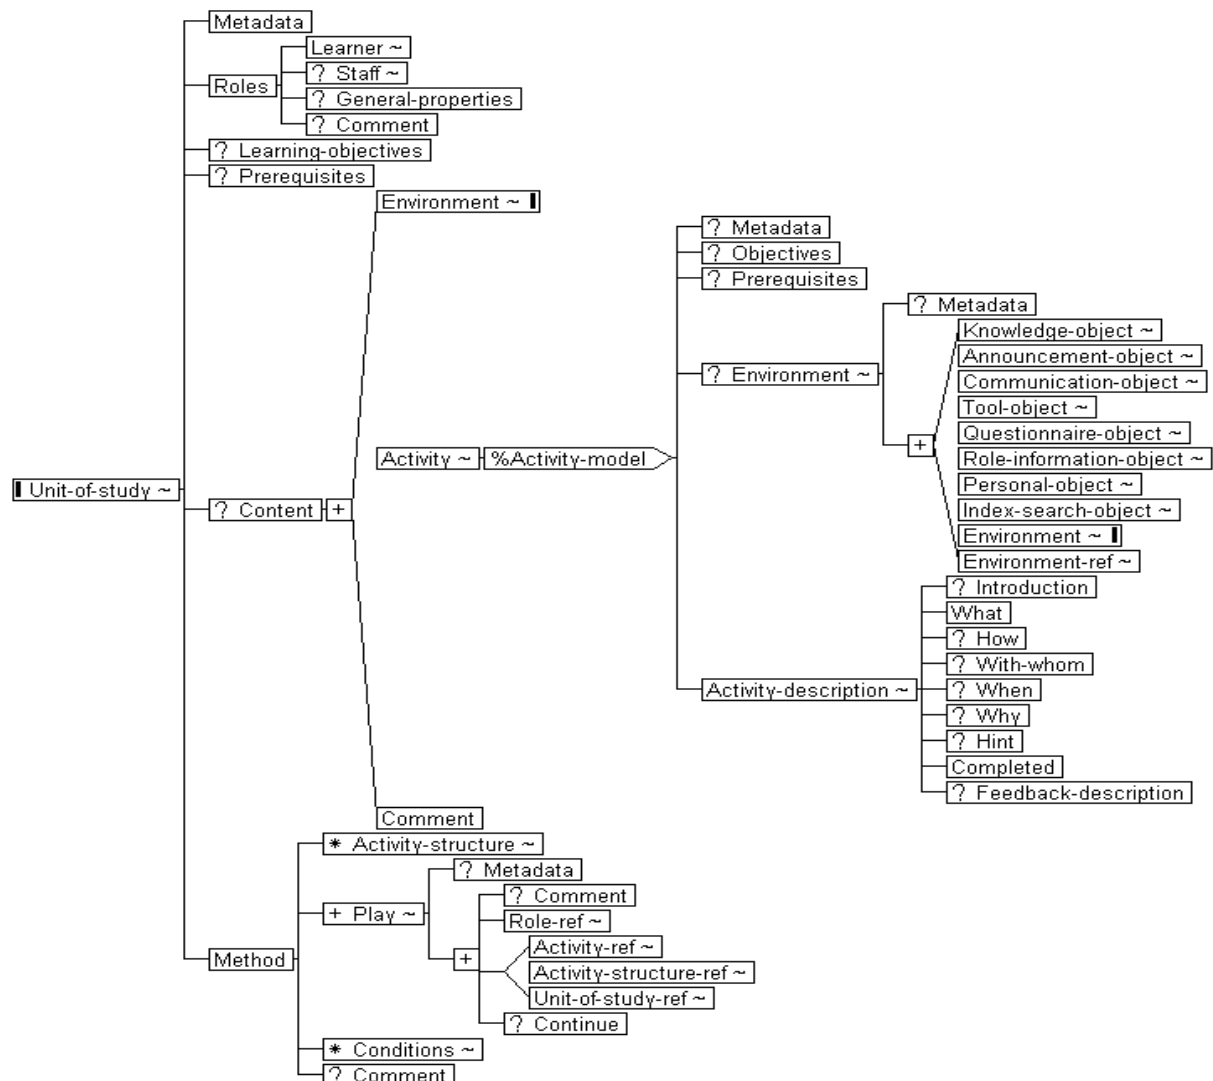 Metadata
Learner ~
? Staff ~
Roles
? General-properties
? Comment
? Learning-objectives
? Prerequisites
Environment ~
? Metadata
? Objectives
? Prerequisites
? Metadata
Knowledge-object ~
Announcement-object ~
? Environment ~
Communication-object ~
Tool-object ~
Questionnaire-object ~
+
Activity ~
%Activity-model
Role-information-object ~
Personal-object ~
Unit-of-study ~
? Content
+
Index-search-object ~
Environment ~
Environment-ref ~
? Introduction
What
? How
? With-whom
Activity-description ~
? When
? Why
? Hint
Completed
? Feedback-description
Comment
* Activity-structure ~
? Metadata
? Comment
+ Play ~
Role-ref ~
Activity-ref ~
Method
+
Activity-structure-ref ~
Unit-of-study-ref ~
? Continue
* Conditions ~
? Comment